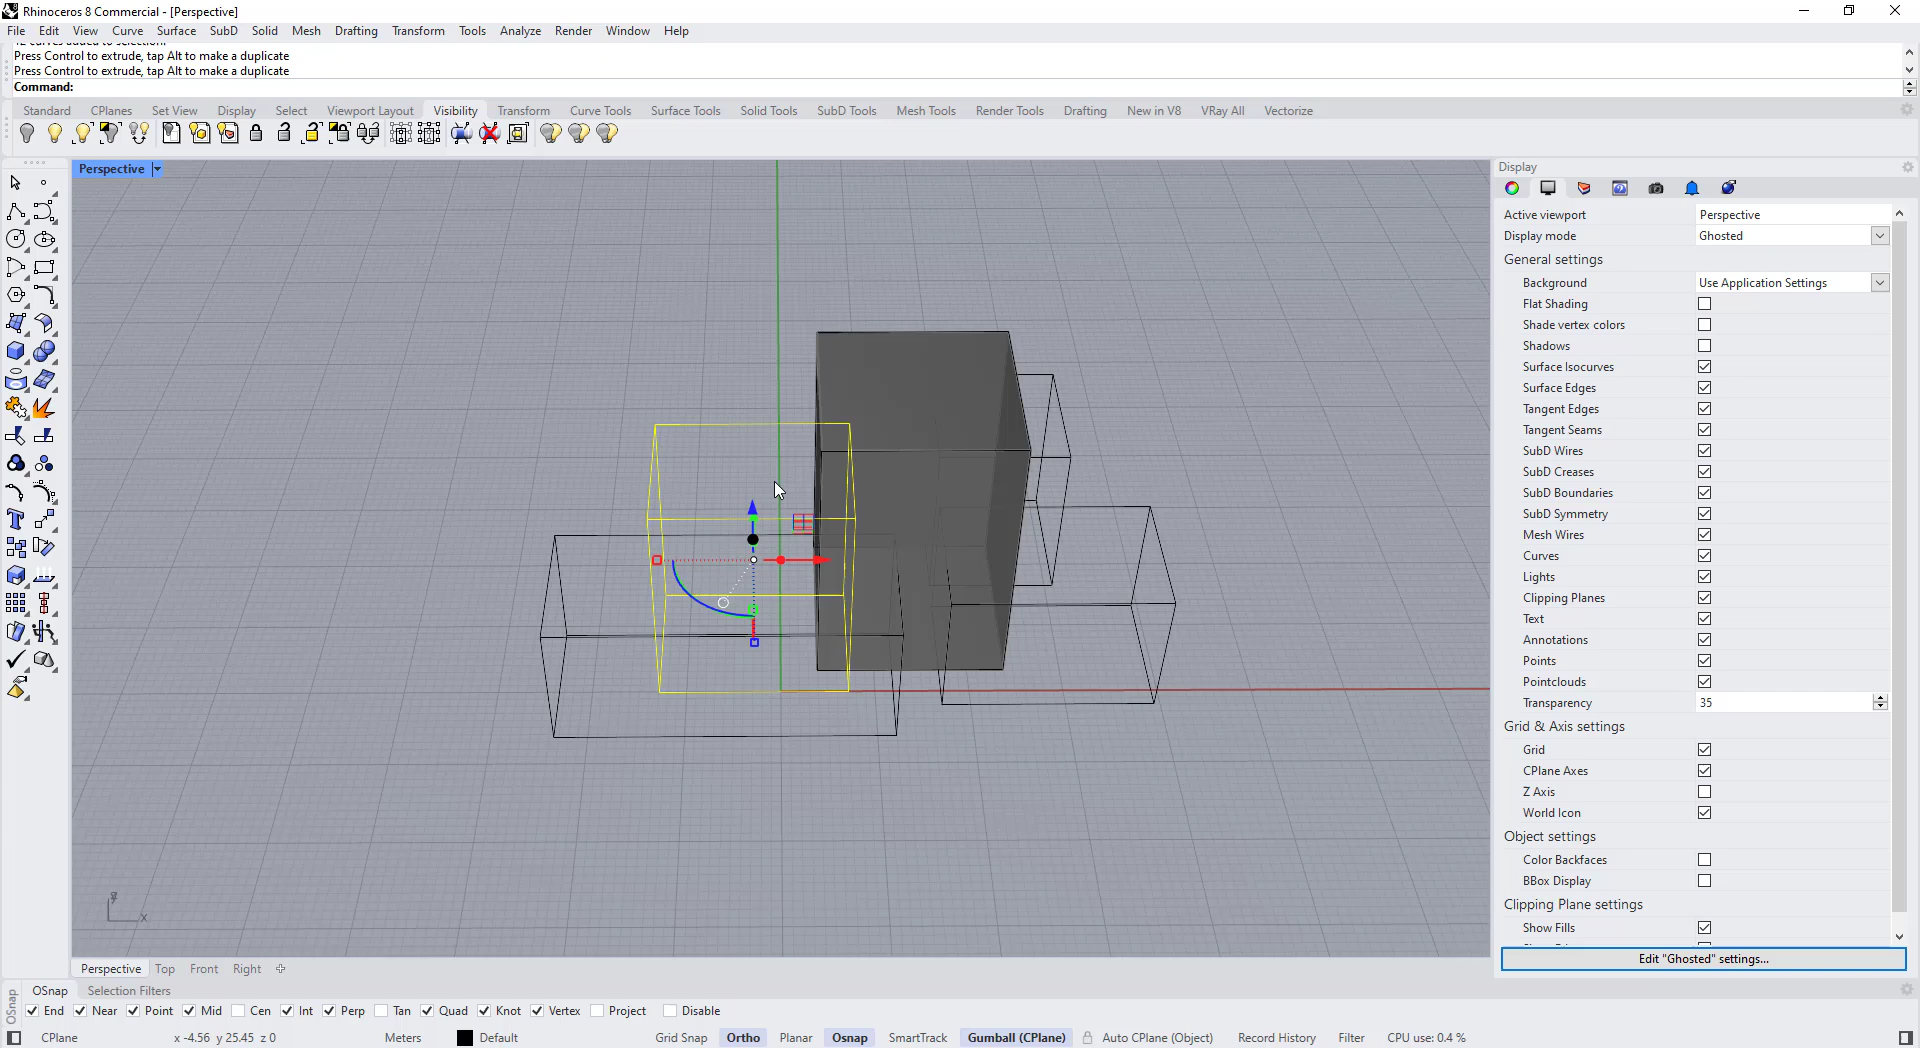 Rhinoceros 8 Commercial - [Perspective]
File Edit View Curve Surface SubD Solid Mesh Drafting Transform Tools Analyze Render Window Help
12 curves added to selection.
Press Control to extrude, tap Alt to make a duplicate
Press Control to extrude, tap Alt to make a duplicate
Command:
Standard CPlanes Set View Display Select Viewport Layout Visibility Transform Curve Tools Surface Tools Solid Tools SubD Tools Mesh Tools Render Tools Drafting New in V8 VRay All Vectorize
Perspective
Display
Active viewport Perspective
Display mode Ghosted
General settings
Background Use Application Settings
Flat Shading
Shade vertex colors
Shadows
Surface Isocurves
Surface Edges
Tangent Edges
Tangent Seams
SubD Wires
SubD Creases
SubD Boundaries
SubD Symmetry
Mesh Wires
Curves
Lights
Clipping Planes
Text
Annotations
Points
Pointclouds
Transparency 35
Grid & Axis settings
Grid
CPlane Axes
Z Axis
World Icon
Object settings
Color Backfaces
BBox Display
Clipping Plane settings
Show Fills
Edit "Ghosted" settings...
x
Perspective Top Front Right
OSnap Selection Filters
OSnap
End Near Point Mid Cen Int Perp Tan Quad Knot Vertex Project Disable
CPlane x -4.56 y 25.45 z 0 Meters Default Grid Snap Ortho Planar Osnap SmartTrack Gumball (CPlane) Auto CPlane (Object) Record History Filter CPU use: 0.4 %